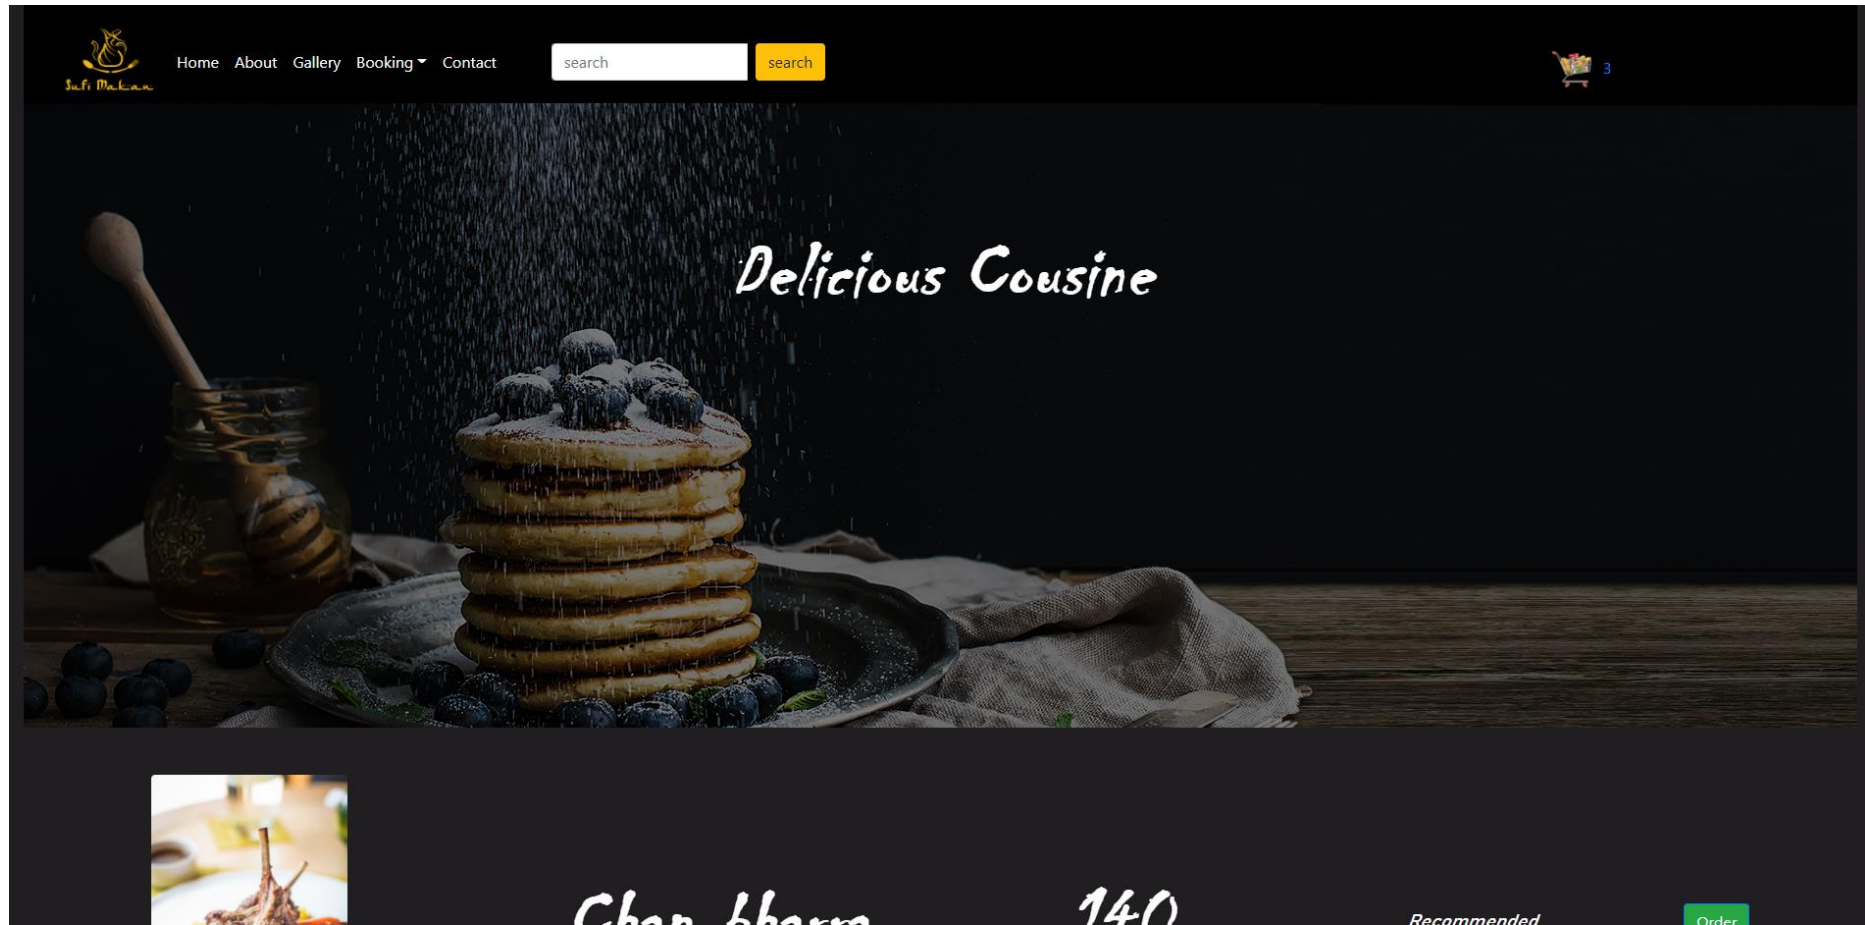 Sufi Makan
Home About Gallery Booking Contact
search
search
3
Delicious Cousine
140
Recommended
Order